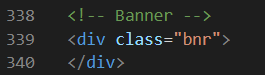 338 <!-- Banner -->
339 <div class="bnr">
340 </div>